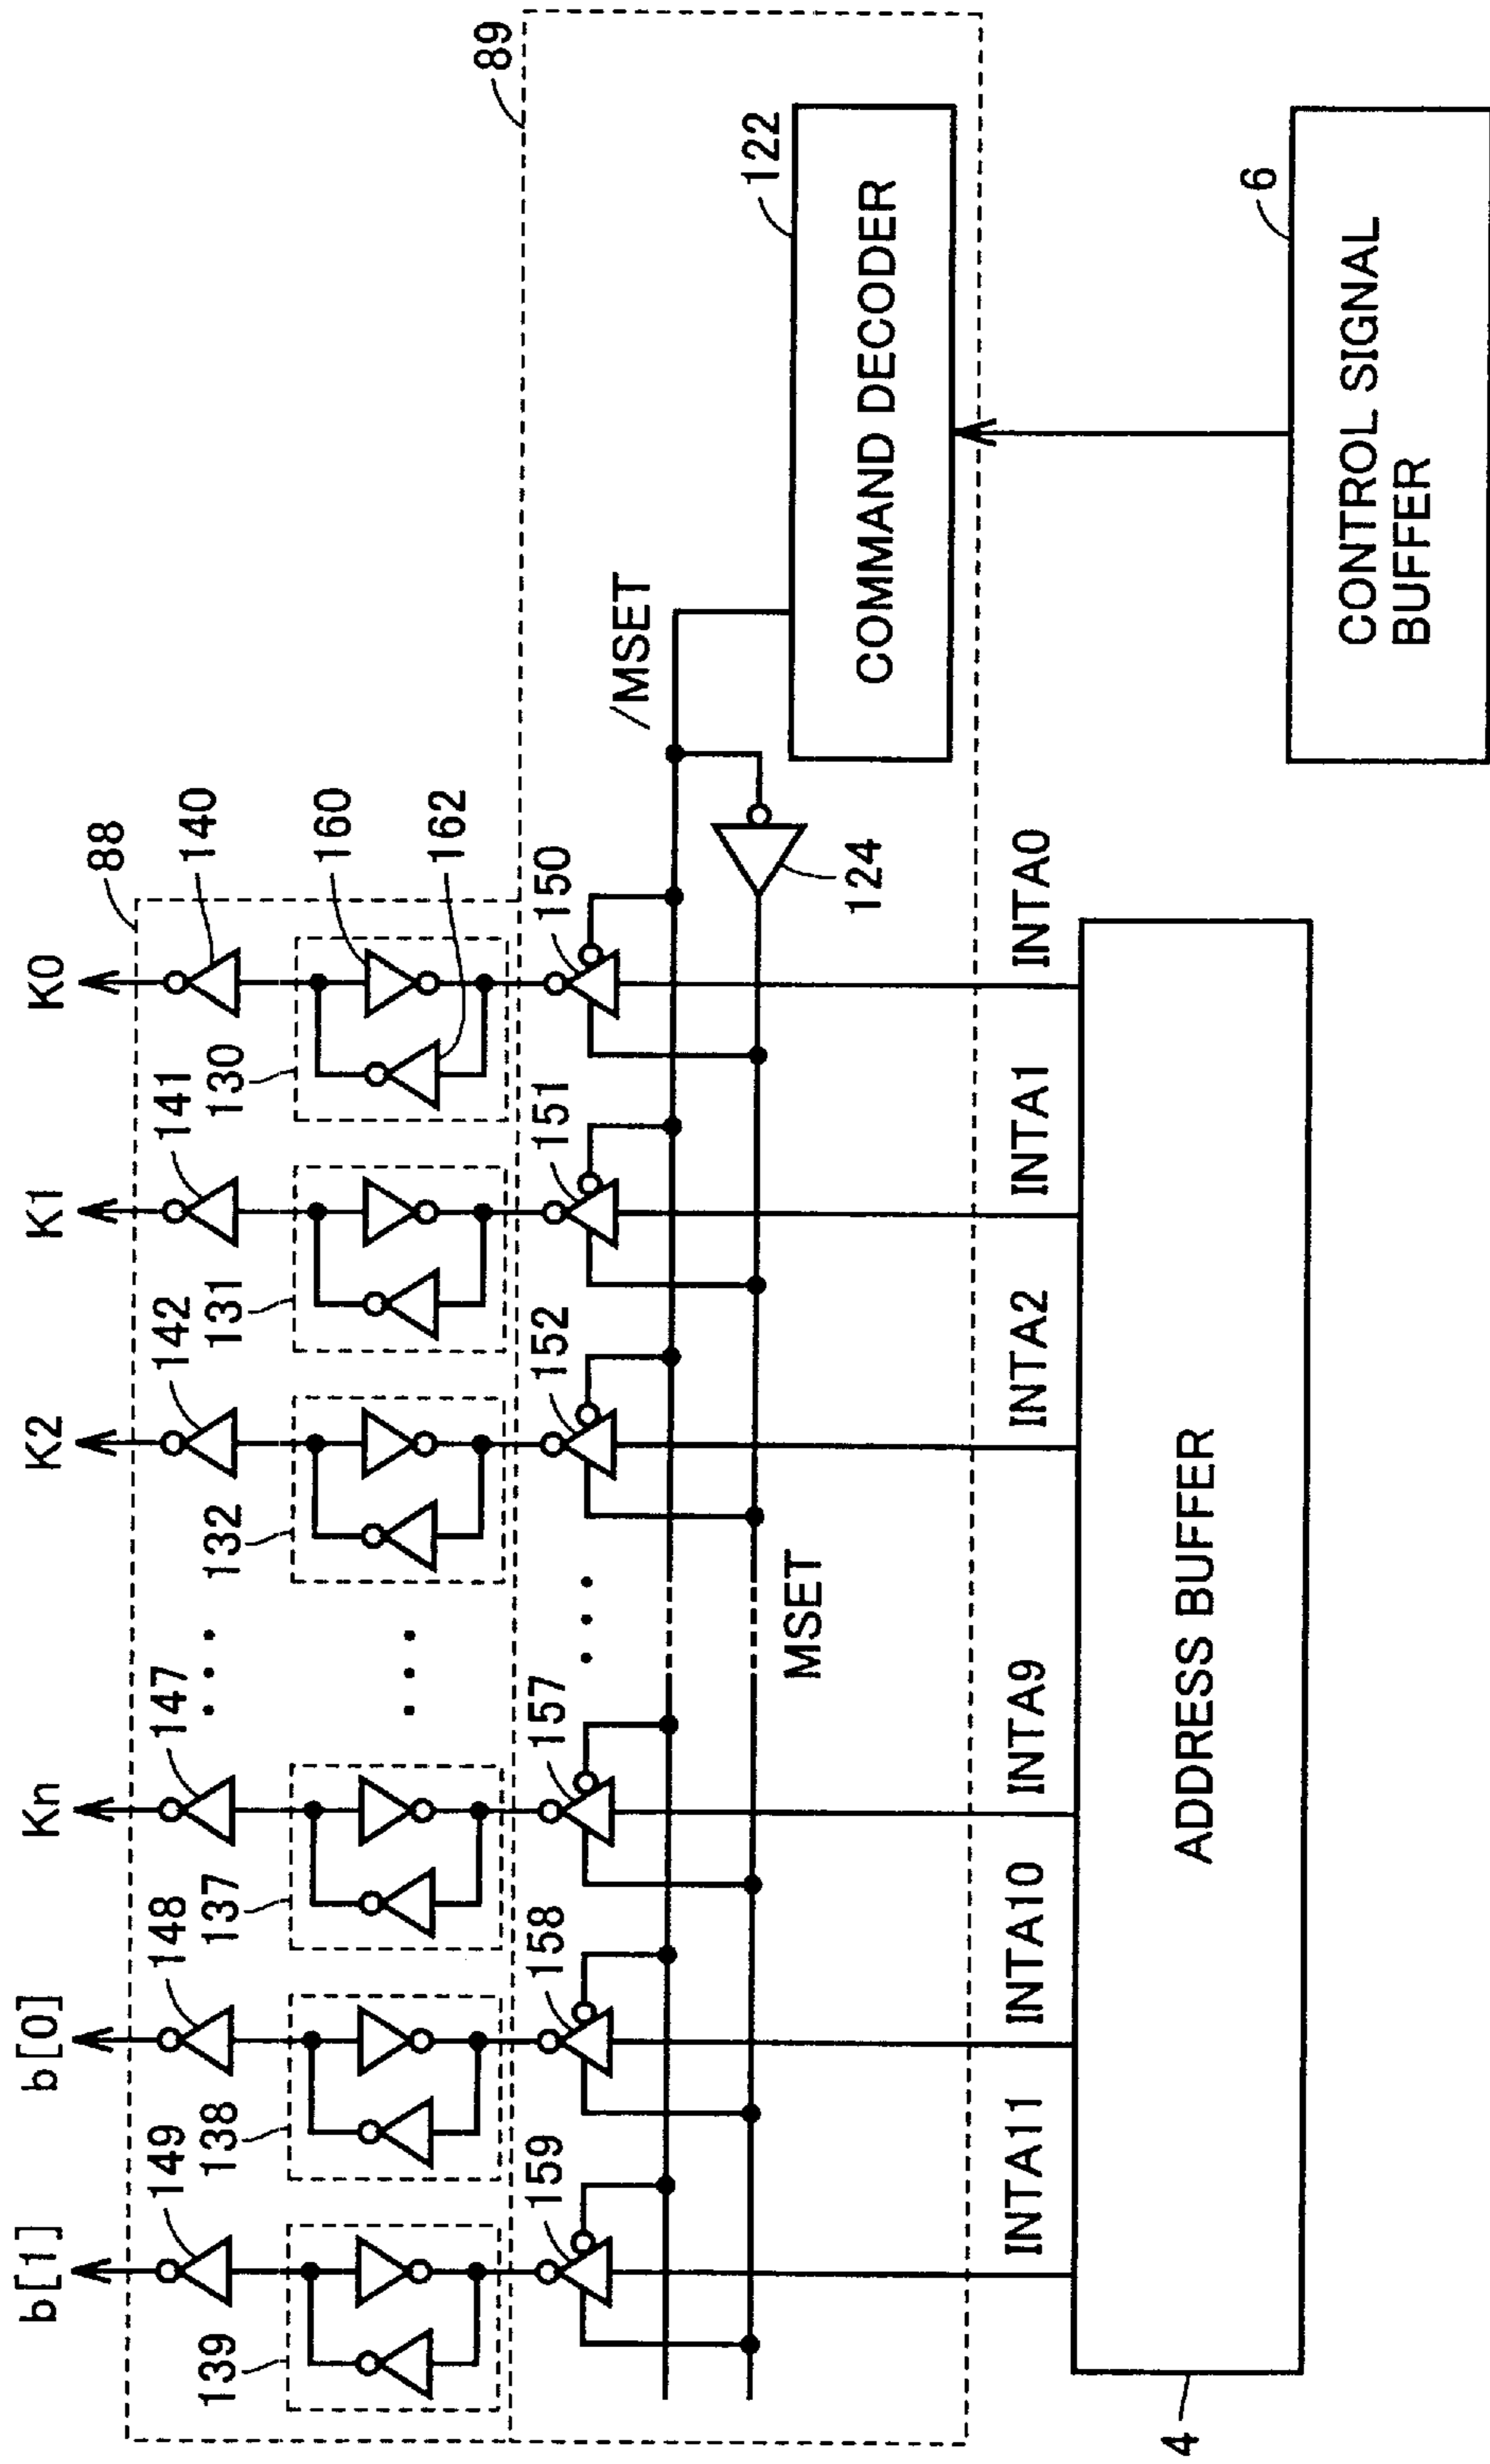 b[1]
b[0]
Kn
K2
K1
K0
88
149
148
147
142
141
140
139
138
137
132
131
130
160
162
89
...
...
159
158
157
...
152
151
150
/MSET
MSET
124
122
COMMAND DECODER
INTA11
INTA10
INTA9
INTA2
INTA1
INTA0
4
ADDRESS BUFFER
6
CONTROL SIGNAL
BUFFER